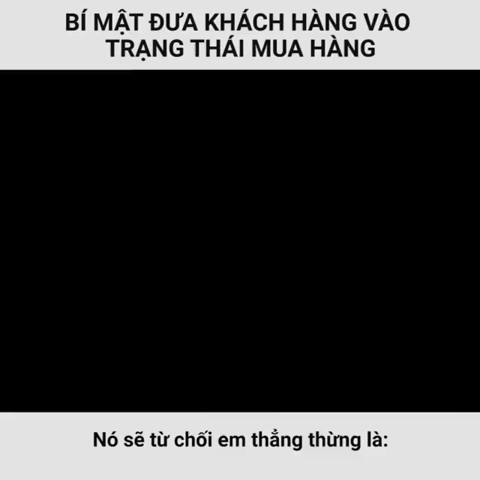 BÍ MẬT ĐƯA KHÁCH HÀNG VÀO
TRẠNG THÁI MUA HÀNG
Nó sẽ từ chối em thẳng thừng là: